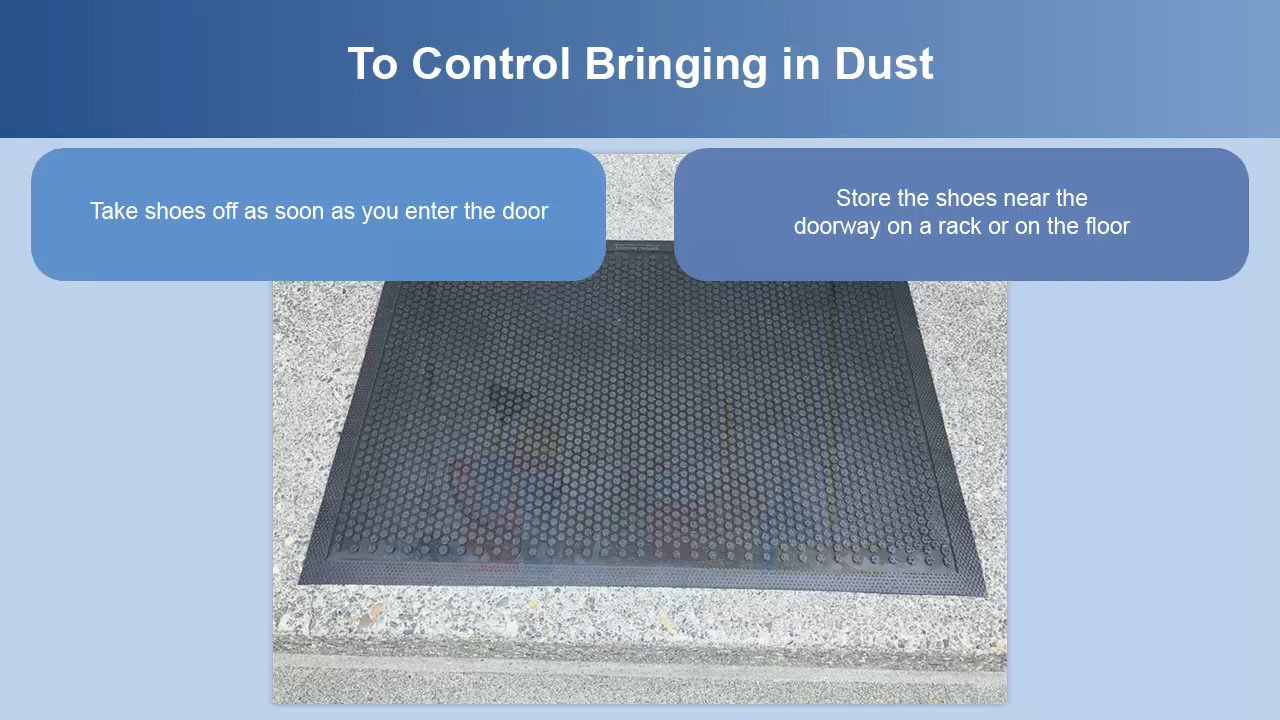 To Control Bringing in Dust
Take shoes off as soon as you enter the door
Store the shoes near the
doorway on a rack or on the floor